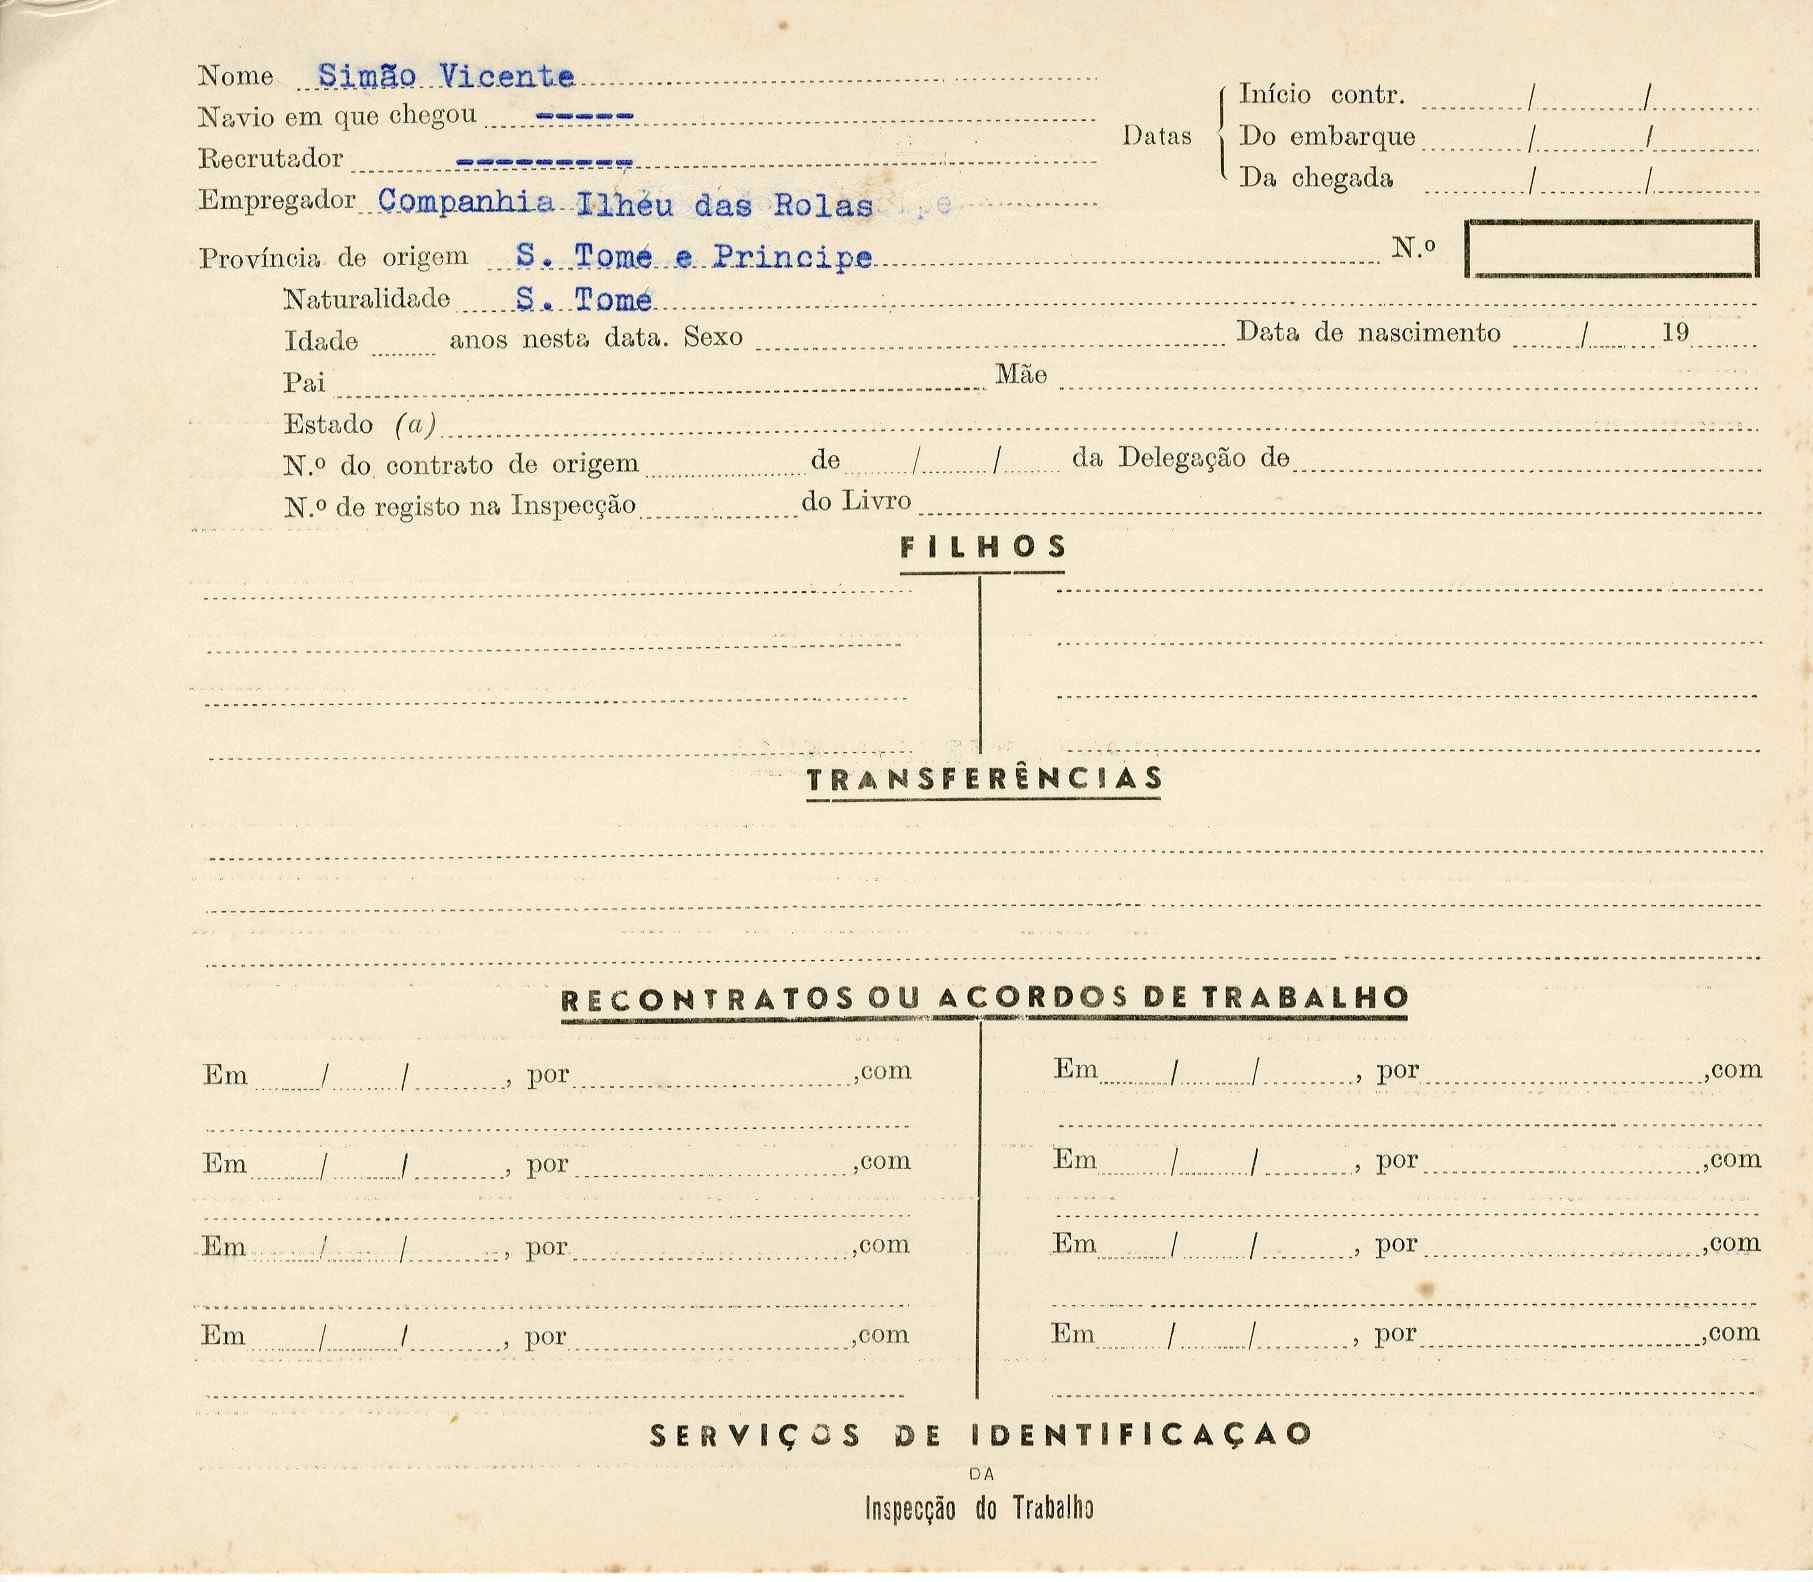 Nome Simão Vicente
Navio em que chegou -----
Recrutador ---------
Empregador Companhia Ilhéu das Rolas
Datas
Início contr. / /
Do embarque / /
Da chegada / /
Província de origem S. Tomé e Principe N.º
Naturalidade S. Tomé
Idade anos nesta data. Sexo Data de nascimento / 19
Pai Mãe
Estado (a)
N.º do contrato de origem de / / da Delegação de
N.º de registo na Inspecção do Livro
FILHOS
TRANSFERÊNCIAS
RECONTRATOS OU ACORDOS DE TRABALHO
Em / / , por ,com Em / / , por ,com
Em / / , por ,com Em / / , por ,com
Em / / , por ,com Em / / , por ,com
Em / / , por ,com Em / / , por ,com
SERVIÇOS DE IDENTIFICAÇAO
DA
Inspecção do Trabalho